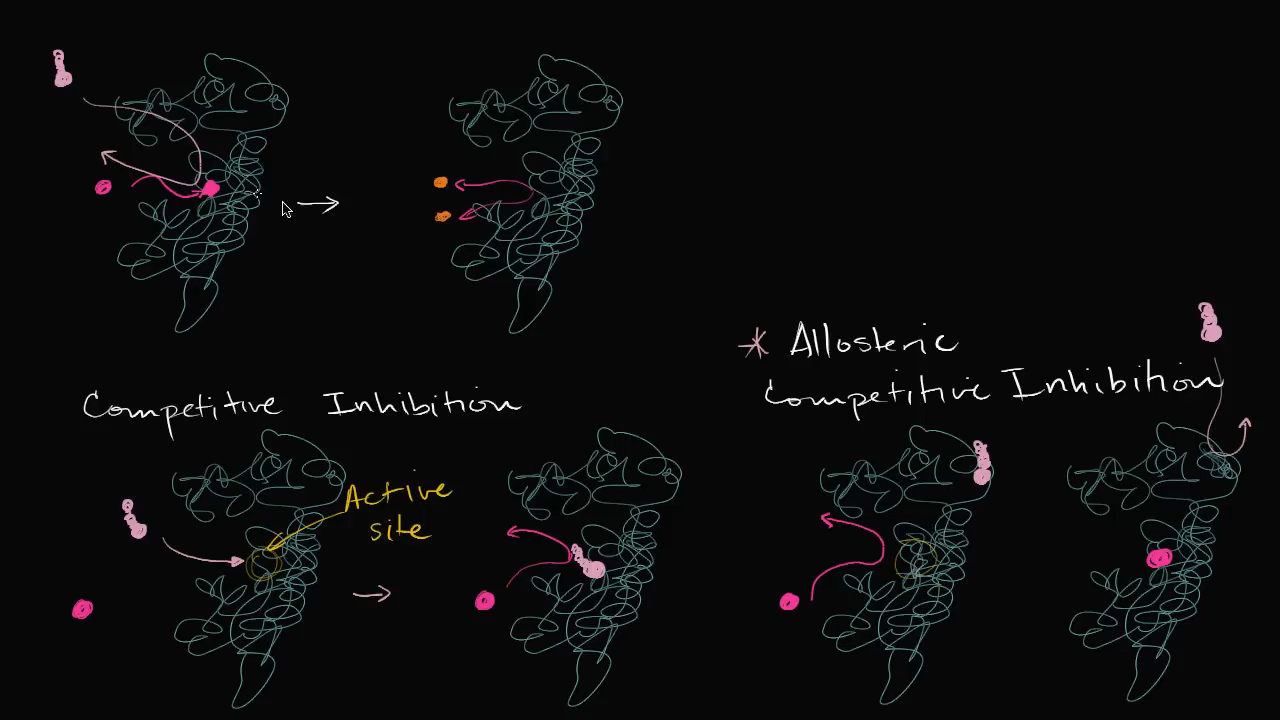 Competitive Inhibition
Active
site
* Allosteric
Competitive Inhibition